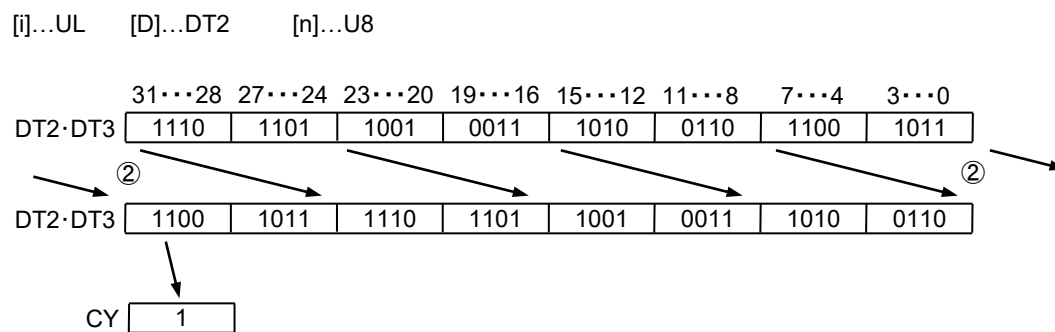 [i]…UL [D]…DT2 [n]…U8
31･･･28 27･･･24 23･･･20 19･･･16 15･･･12 11･･･8 7･･･4 3･･･0
DT2･DT3 1110 1101 1001 0011 1010 0110 1100 1011
② ②
DT2･DT3 1100 1011 1110 1101 1001 0011 1010 0110
CY 1